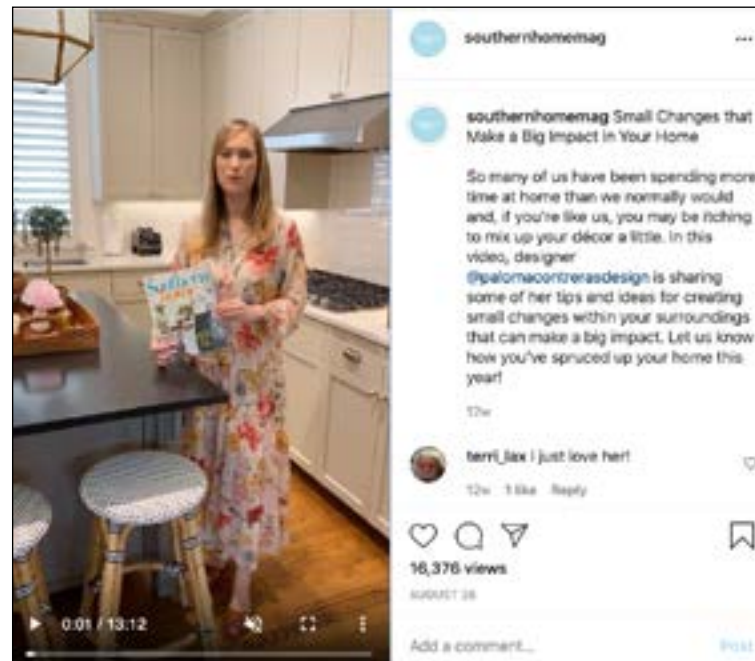 southernhomemag
southernhomemag Small Changes that
Make a Big Impact in Your Home
So many of us have been spending more
time at home than we normally would
and, if you're like us, you may be itching
to mix up your décor a little. In this
video, designer
@palomacontrerasdesign is sharing
some of her tips and ideas for creating
small changes within your surroundings
that can make a big impact. Let us know
how you've spruced up your home this
year!
12w
terri_lax I just love her!
12w 1 like Reply
16,376 views
AUGUST 28
Add a comment... Post
Southern
HOME
0:01 / 13:12